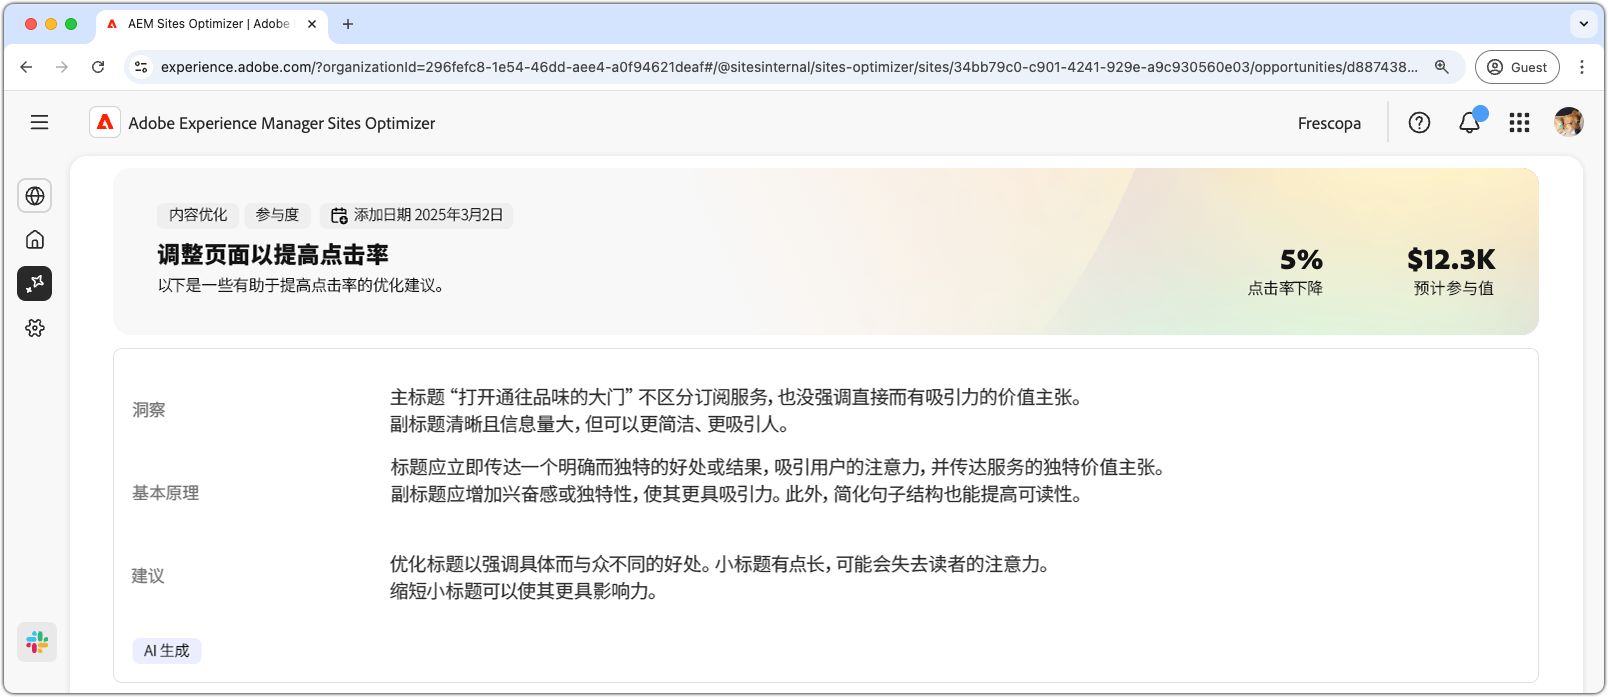 AEM Sites Optimizer | Adobe
experience.adobe.com/?organizationId=296fefc8-1e54-46dd-aee4-a0f94621deaf#/@sitesinternal/sites-optimizer/sites/34bb79c0-c901-4241-929e-a9c930560e03/opportunities/d887438...
Guest
Adobe Experience Manager Sites Optimizer
Frescopa
内容优化
参与度
添加日期 2025年3月2日
调整页面以提高点击率
以下是一些有助于提高点击率的优化建议。
5%
点击率下降
$12.3K
预计参与值
洞察
主标题 “打开通往品味的大门” 不区分订阅服务, 也没强调直接而有吸引力的价值主张。
副标题清晰且信息量大, 但可以更简洁、更吸引人。
基本原理
标题应立即传达一个明确而独特的好处或结果, 吸引用户的注意力, 并传达服务的独特价值主张。
副标题应增加兴奋感或独特性, 使其更具吸引力。此外, 简化句子结构也能提高可读性。
建议
优化标题以强调具体而与众不同的好处。小标题有点长, 可能会失去读者的注意力。
缩短小标题可以使其更具影响力。
AI 生成